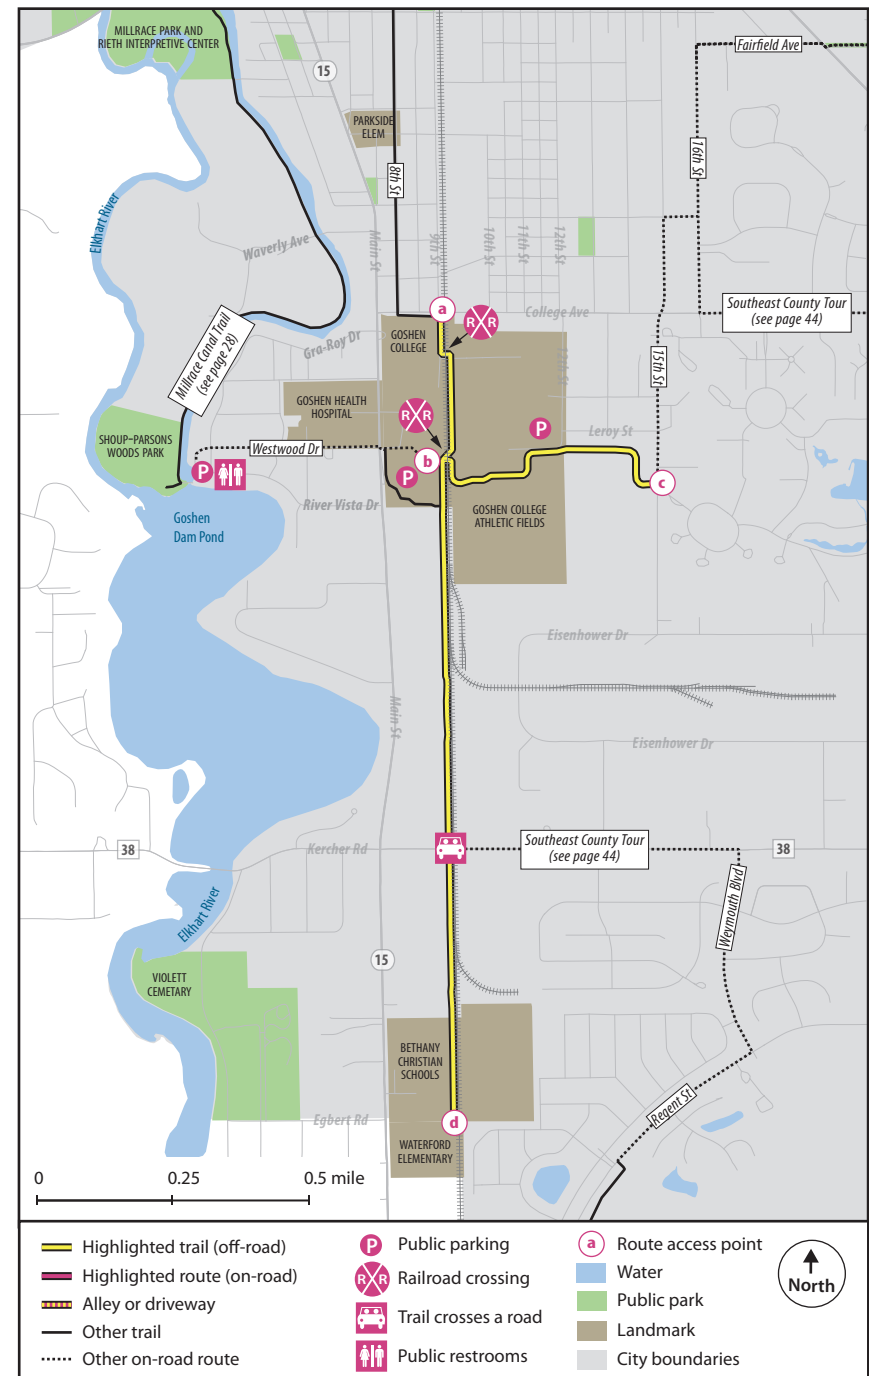 MILLRACE PARK AND
RIETH INTERPRETIVE CENTER
15
Fairfield Ave
PARKSIDE
ELEM
8th St
16th St
Elkhart River
Waverly Ave
Main St
9th St
10th St
11th St
12th St
Southeast County Tour
(see page 44)
a
R R
College Ave
Millrace Canal Trail
(see page 28)
Gra-Roy Dr
GOSHEN
COLLEGE
12th St
15th St
GOSHEN HEALTH
HOSPITAL
R R
P
Leroy St
SHOUP–PARSONS
WOODS PARK
Westwood Dr
b
P
P
c
River Vista Dr
GOSHEN COLLEGE
ATHLETIC FIELDS
Goshen
Dam Pond
Eisenhower Dr
Main St
Eisenhower Dr
38
Kercher Rd
Southeast County Tour
(see page 44)
38
Weymouth Blvd
Elkhart River
15
VIOLETT
CEMETARY
BETHANY
CHRISTIAN
SCHOOLS
Regent St
Egbert Rd
d
WATERFORD
ELEMENTARY
0 0.25 0.5 mile
Highlighted trail (off-road)
Highlighted route (on-road)
Alley or driveway
Other trail
Other on-road route
P Public parking
R R Railroad crossing
Trail crosses a road
Public restrooms
a Route access point
Water
Public park
Landmark
City boundaries
North